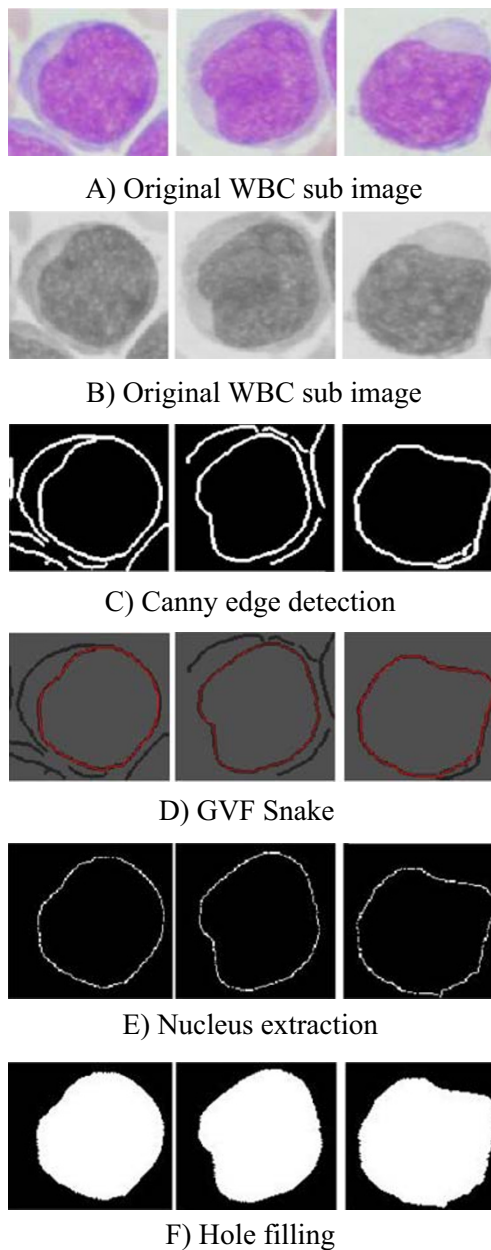 A) Original WBC sub image
B) Original WBC sub image
C) Canny edge detection
D) GVF Snake
E) Nucleus extraction
F) Hole filling